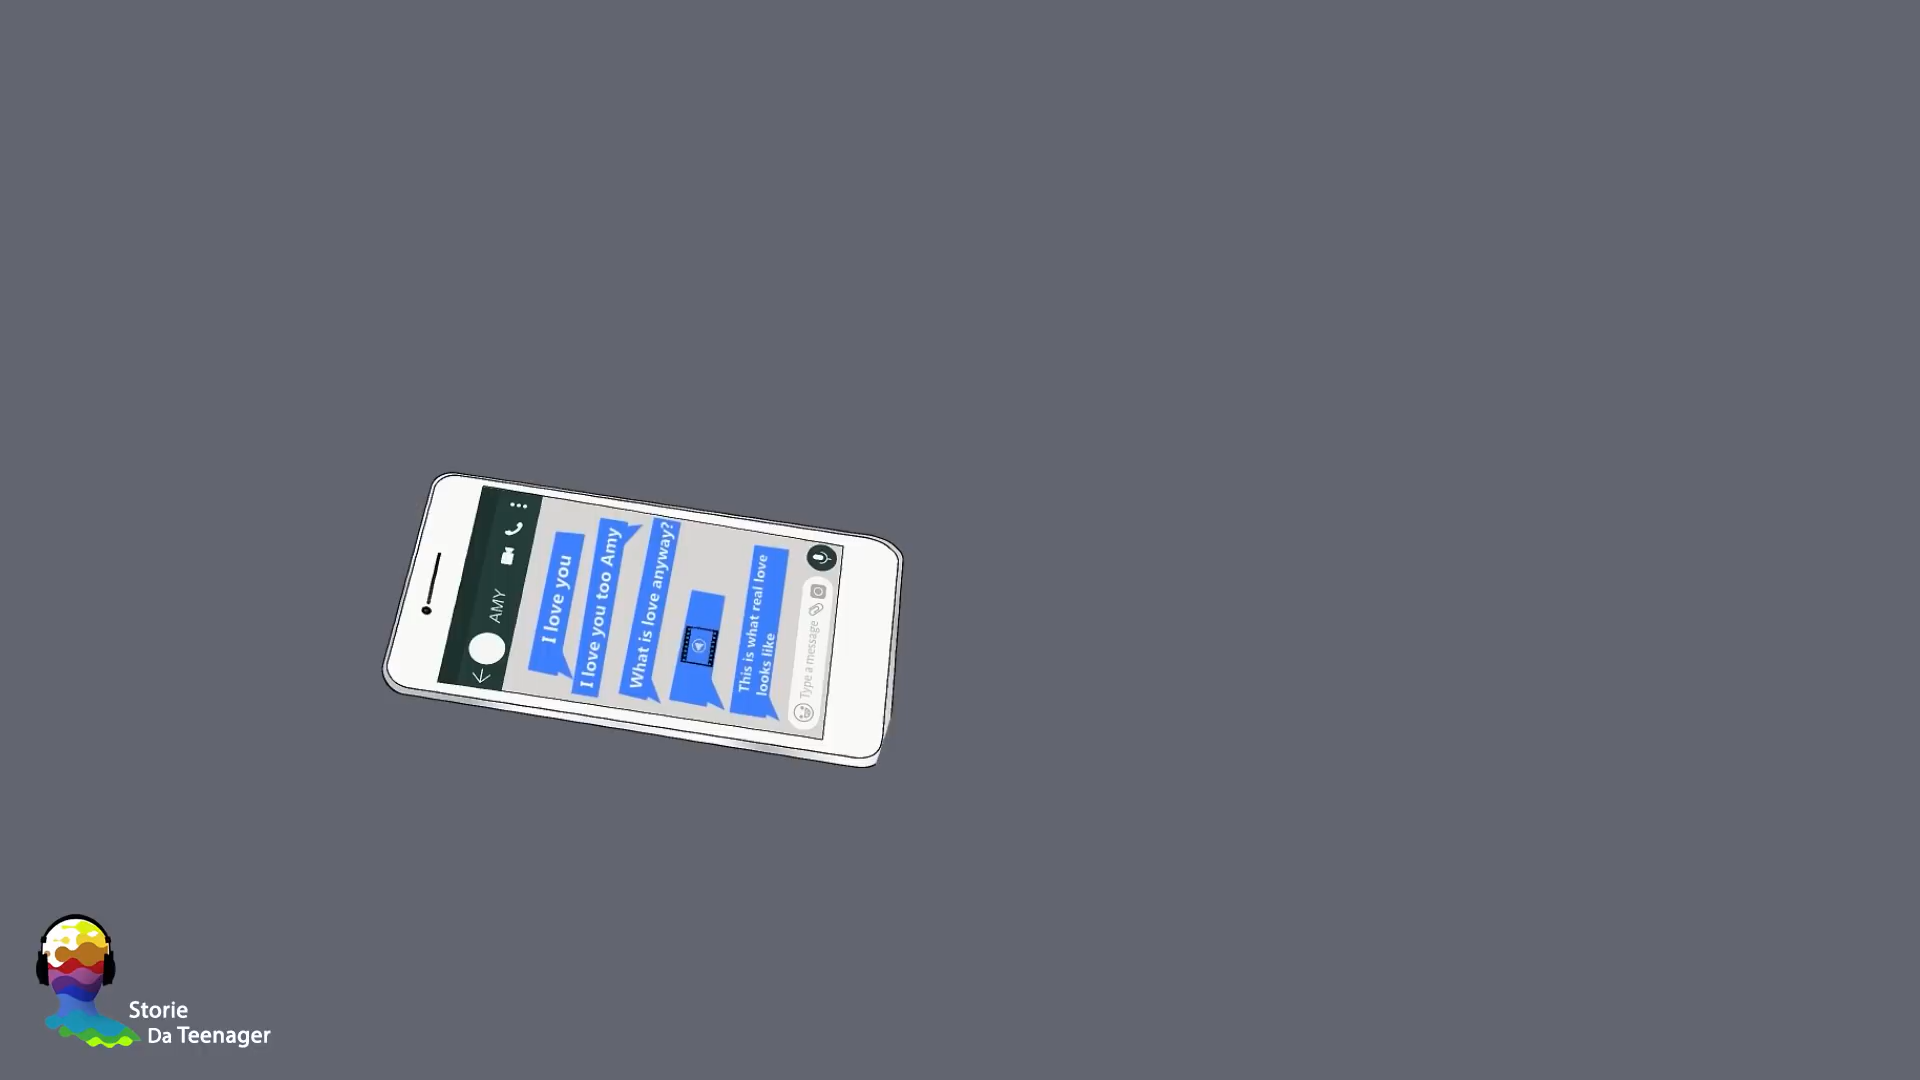 AMY
I love you
I love you too Amy
What is love anyway?
This is what real love
looks like
Type a message
Storie
Da Teenager